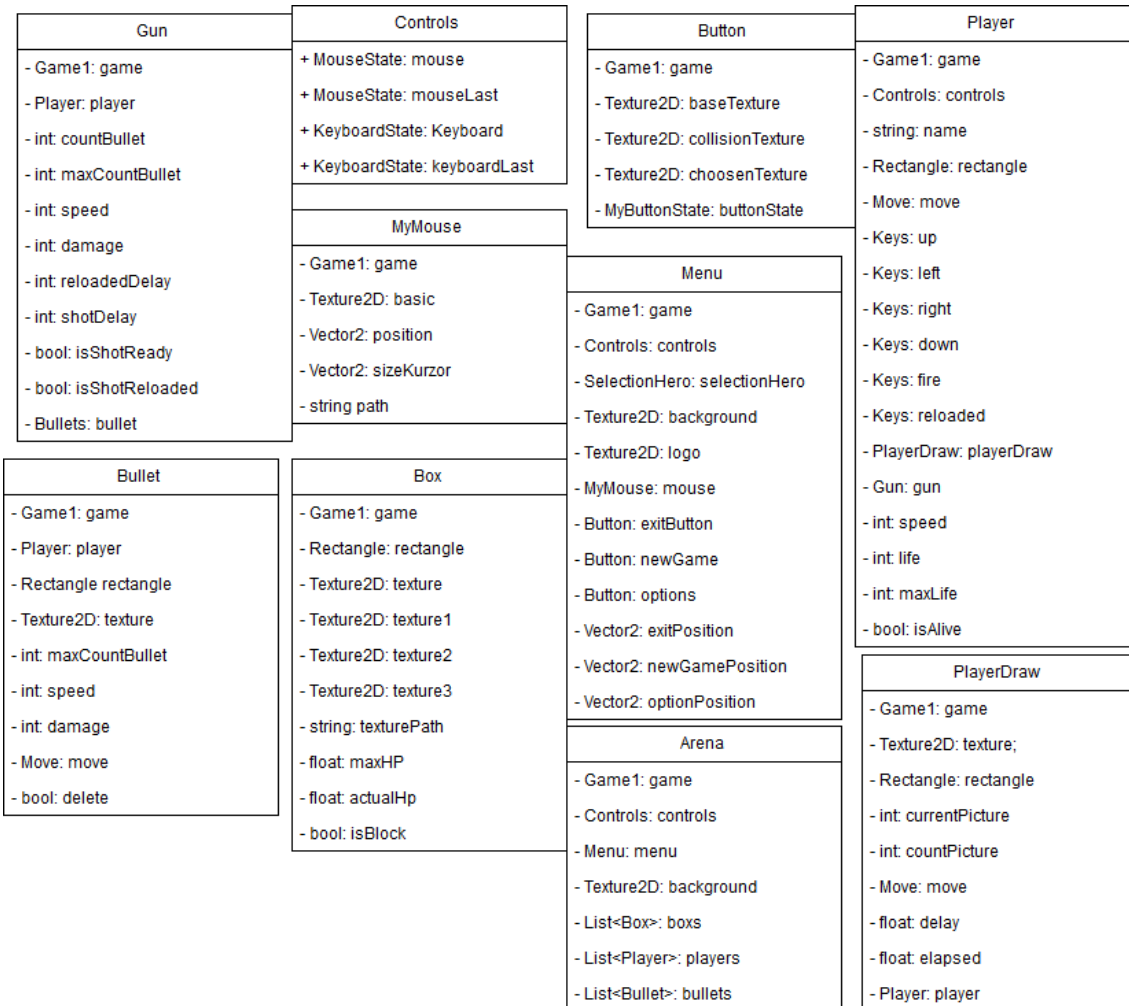 Gun
- Game1: game
- Player: player
- int: countBullet
- int: maxCountBullet
- int: speed
- int: damage
- int: reloadedDelay
- int: shotDelay
- bool: isShotReady
- bool: isShotReloaded
- Bullets: bullet
Controls
+ MouseState: mouse
+ MouseState: mouseLast
+ KeyboardState: Keyboard
+ KeyboardState: keyboardLast
MyMouse
- Game1: game
- Texture2D: basic
- Vector2: position
- Vector2: sizeKurzor
- string path
Button
- Game1: game
- Texture2D: baseTexture
- Texture2D: collisionTexture
- Texture2D: choosenTexture
- MyButtonState: buttonState
Player
- Game1: game
- Controls: controls
- string: name
- Rectangle: rectangle
- Move: move
- Keys: up
- Keys: left
- Keys: right
- Keys: down
- Keys: fire
- Keys: reloaded
- PlayerDraw: playerDraw
- Gun: gun
- int: speed
- int: life
- int: maxLife
- bool: isAlive
Menu
- Game1: game
- Controls: controls
- SelectionHero: selectionHero
- Texture2D: background
- Texture2D: logo
- MyMouse: mouse
- Button: exitButton
- Button: newGame
- Button: options
- Vector2: exitPosition
- Vector2: newGamePosition
- Vector2: optionPosition
Bullet
- Game1: game
- Player: player
- Rectangle rectangle
- Texture2D: texture
- int: maxCountBullet
- int: speed
- int: damage
- Move: move
- bool: delete
Box
- Game1: game
- Rectangle: rectangle
- Texture2D: texture
- Texture2D: texture1
- Texture2D: texture2
- Texture2D: texture3
- string: texturePath
- float: maxHP
- float: actualHp
- bool: isBlock
Arena
- Game1: game
- Controls: controls
- Menu: menu
- Texture2D: background
- List<Box>: boxs
- List<Player>: players
- List<Bullet>: bullets
PlayerDraw
- Game1: game
- Texture2D: texture;
- Rectangle: rectangle
- int: currentPicture
- int: countPicture
- Move: move
- float: delay
- float: elapsed
- Player: player